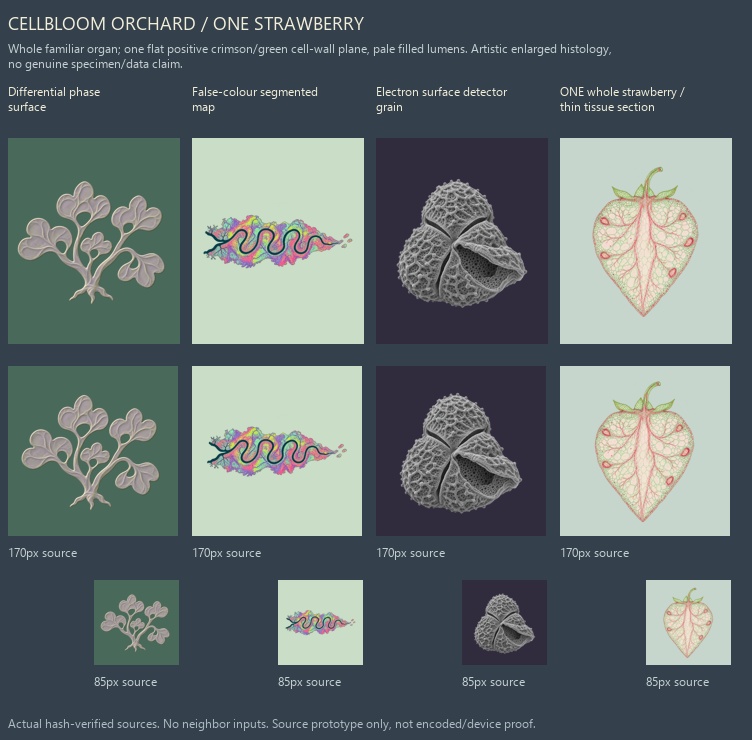 CELLBLOOM ORCHARD / ONE STRAWBERRY
Whole familiar organ; one flat positive crimson/green cell-wall plane, pale filled lumens. Artistic enlarged histology,
no genuine specimen/data claim.
Differential phase
surface
False-colour segmented
map
Electron surface detector
grain
ONE whole strawberry /
thin tissue section
170px source
170px source
170px source
170px source
85px source
85px source
85px source
85px source
Actual hash-verified sources. No neighbor inputs. Source prototype only, not encoded/device proof.